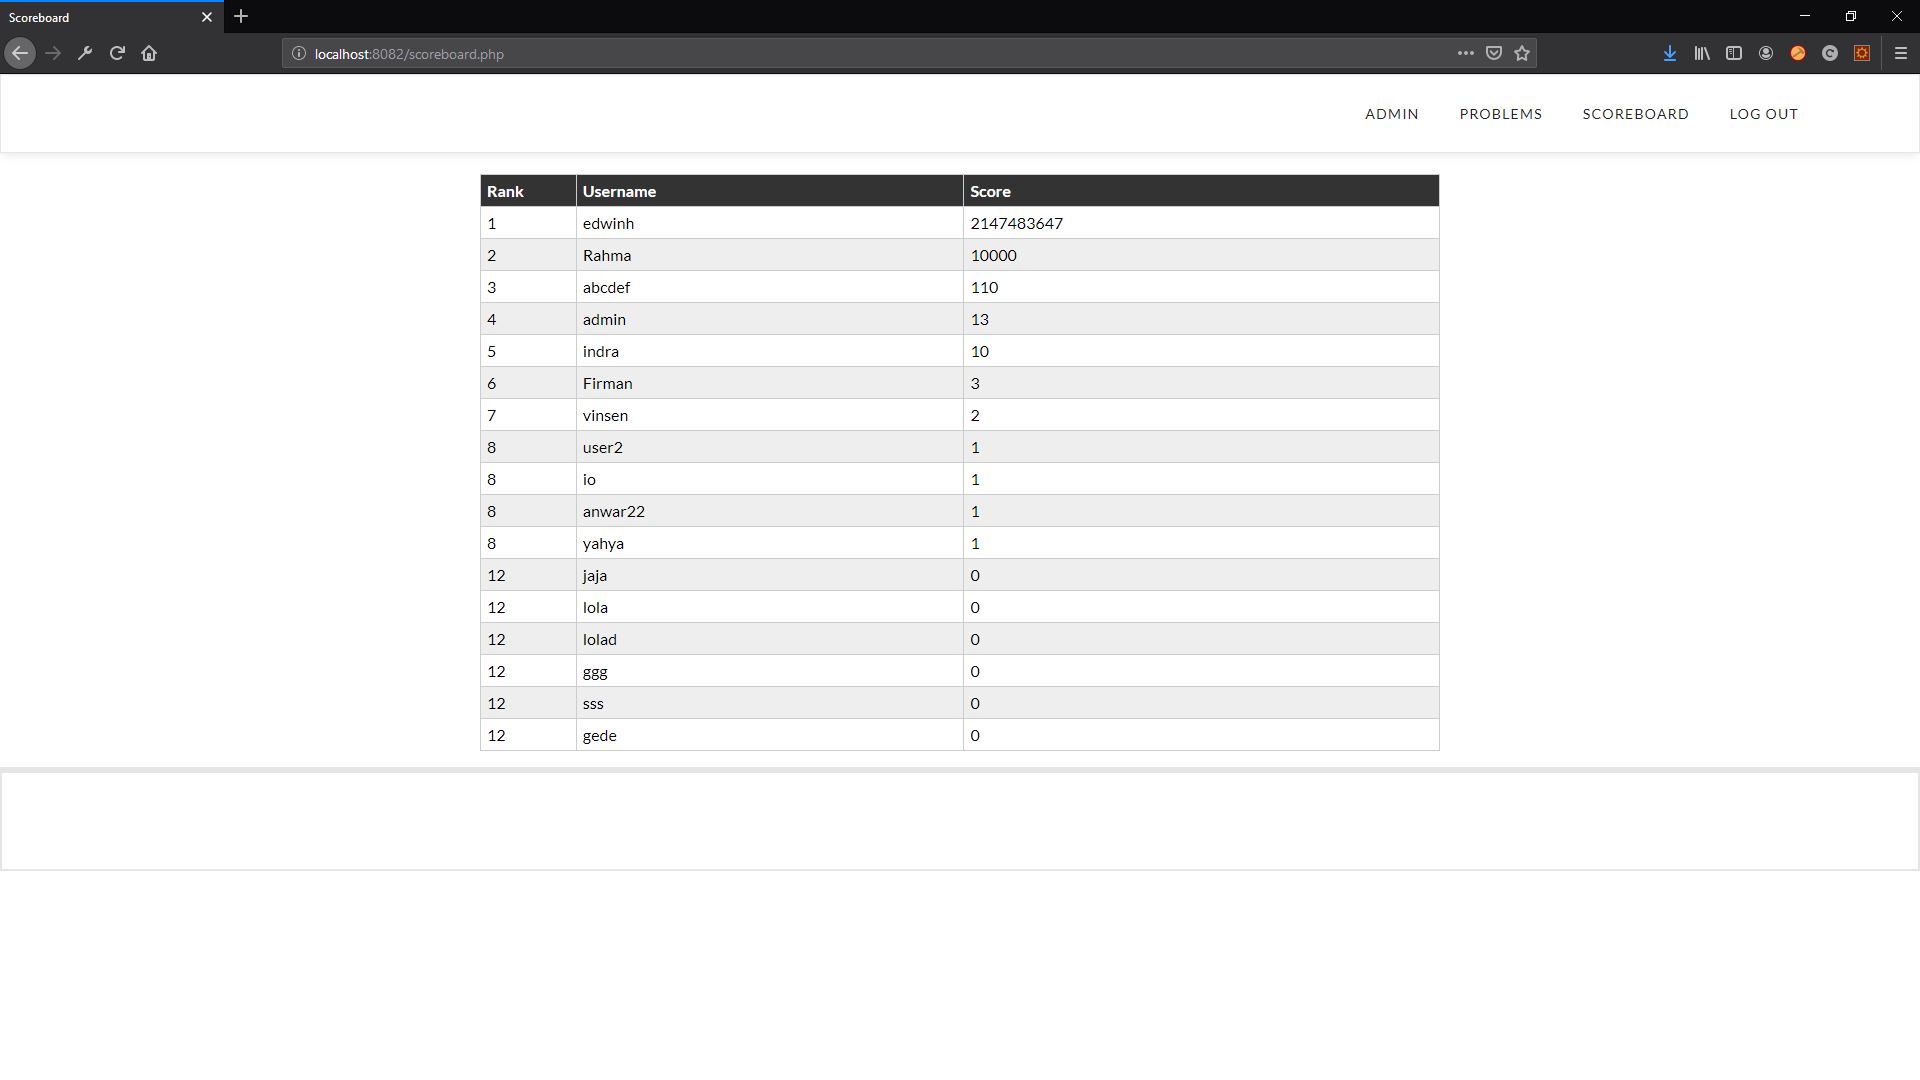 Scoreboard
localhost:8082/scoreboard.php
ADMIN PROBLEMS SCOREBOARD LOG OUT
Rank Username Score
1 edwinh 2147483647
2 Rahma 10000
3 abcdef 110
4 admin 13
5 indra 10
6 Firman 3
7 vinsen 2
8 user2 1
8 io 1
8 anwar22 1
8 yahya 1
12 jaja 0
12 lola 0
12 lolad 0
12 ggg 0
12 sss 0
12 gede 0